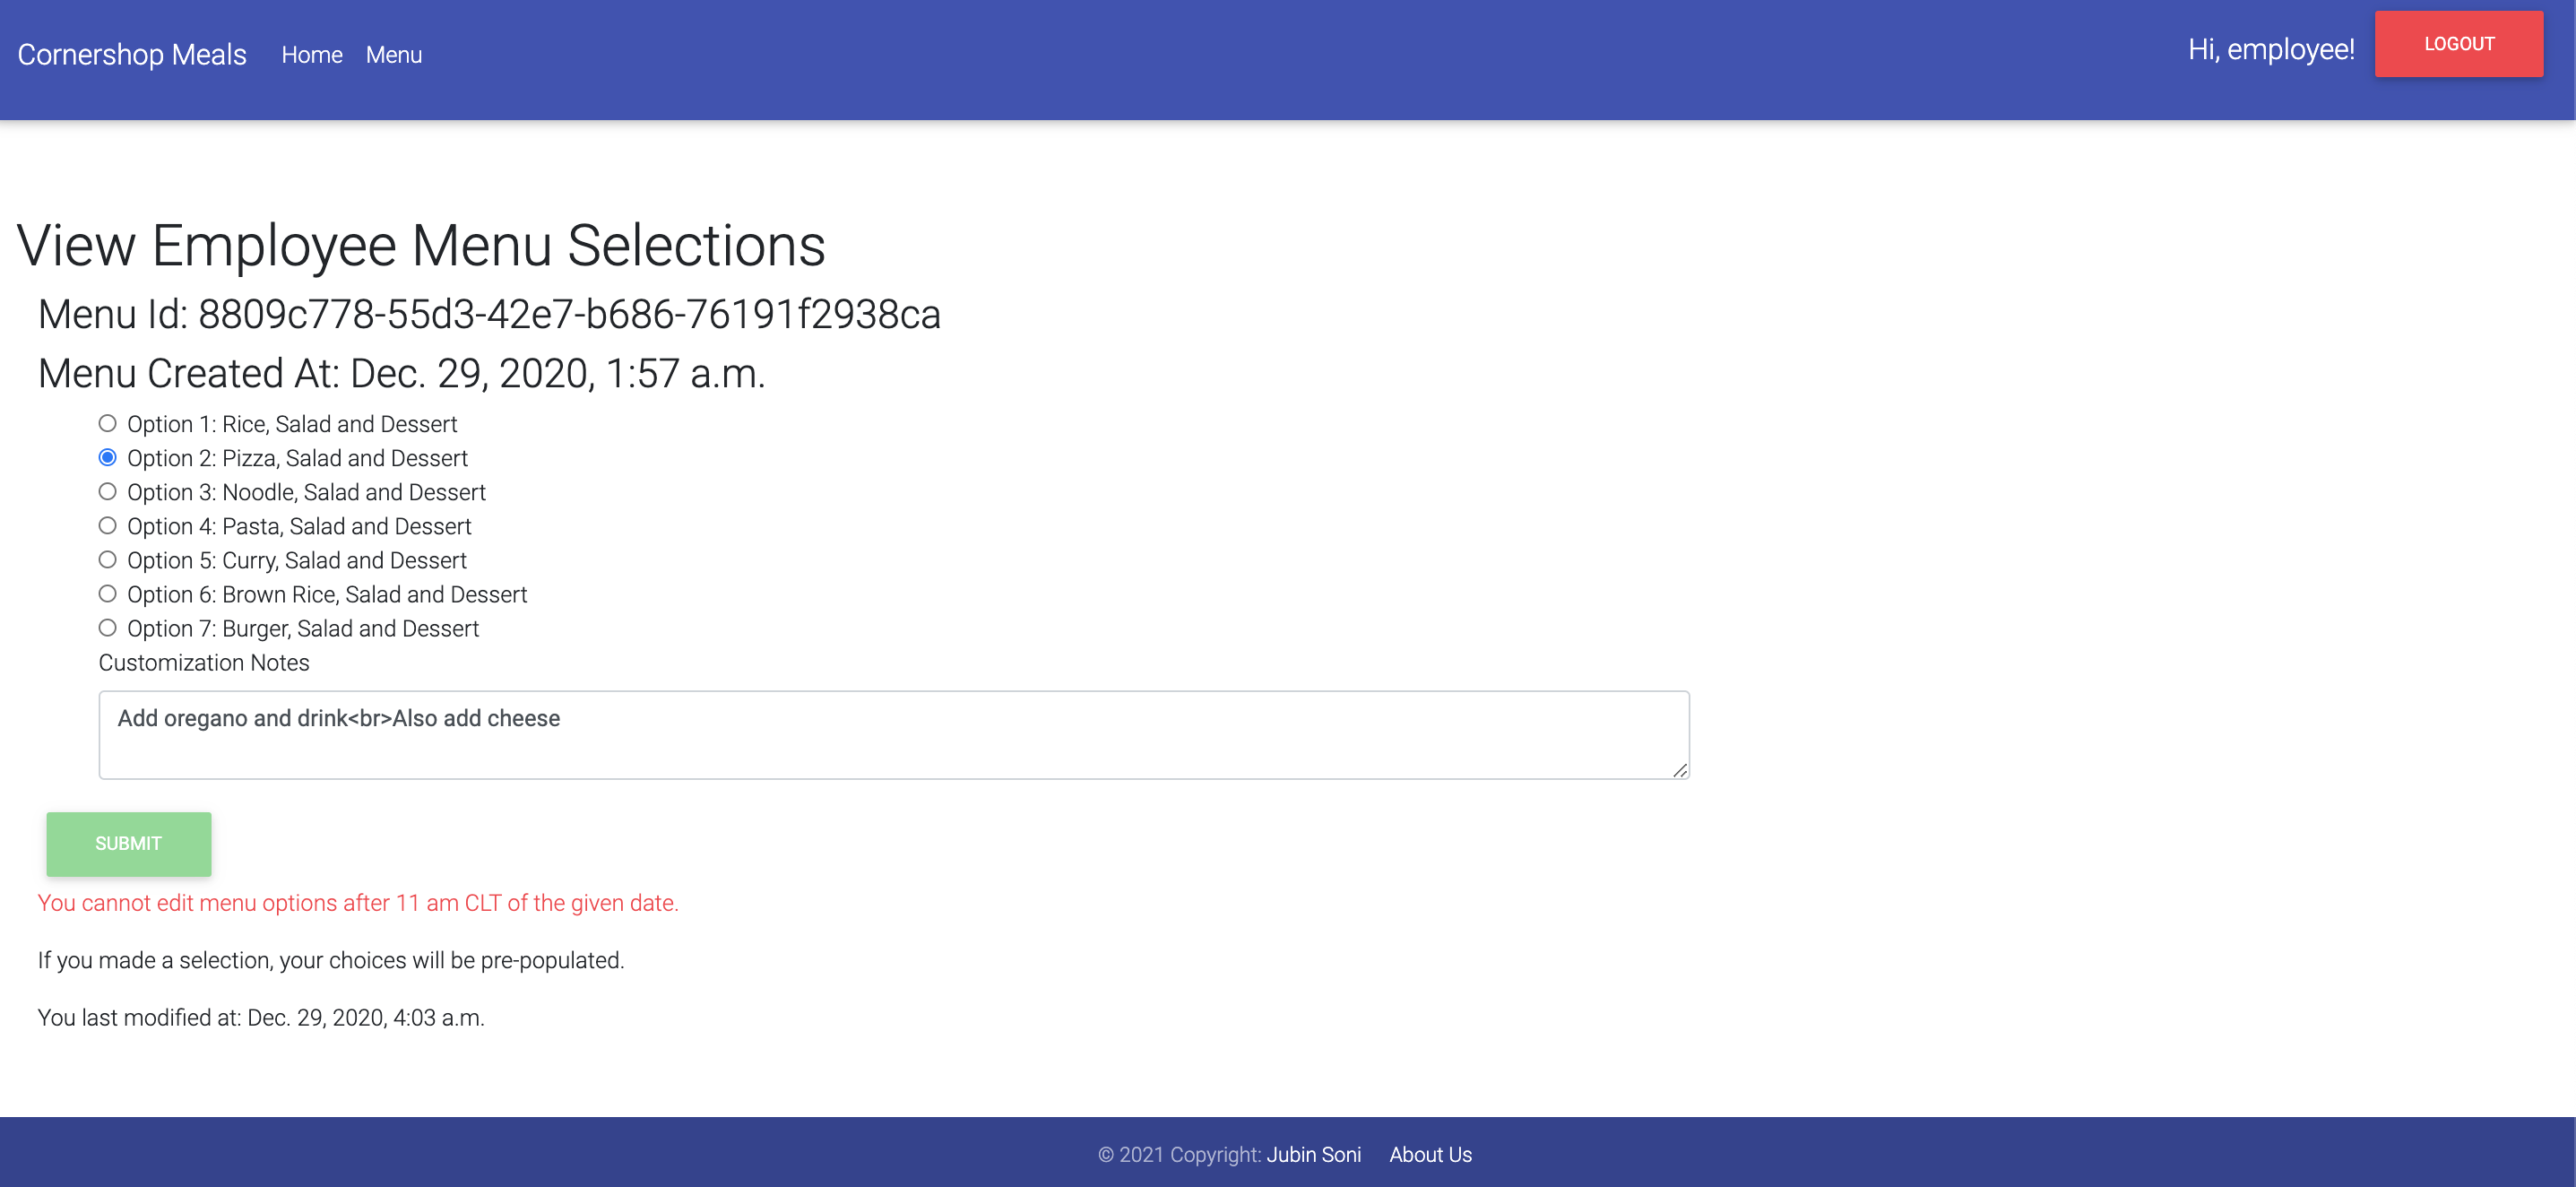 Cornershop Meals Home Menu Hi, employee! LOGOUT
View Employee Menu Selections
Menu Id: 8809c778-55d3-42e7-b686-76191f2938ca
Menu Created At: Dec. 29, 2020, 1:57 a.m.
Option 1: Rice, Salad and Dessert
Option 2: Pizza, Salad and Dessert
Option 3: Noodle, Salad and Dessert
Option 4: Pasta, Salad and Dessert
Option 5: Curry, Salad and Dessert
Option 6: Brown Rice, Salad and Dessert
Option 7: Burger, Salad and Dessert
Customization Notes
Add oregano and drink<br>Also add cheese
SUBMIT
You cannot edit menu options after 11 am CLT of the given date.
If you made a selection, your choices will be pre-populated.
You last modified at: Dec. 29, 2020, 4:03 a.m.
© 2021 Copyright: Jubin Soni About Us